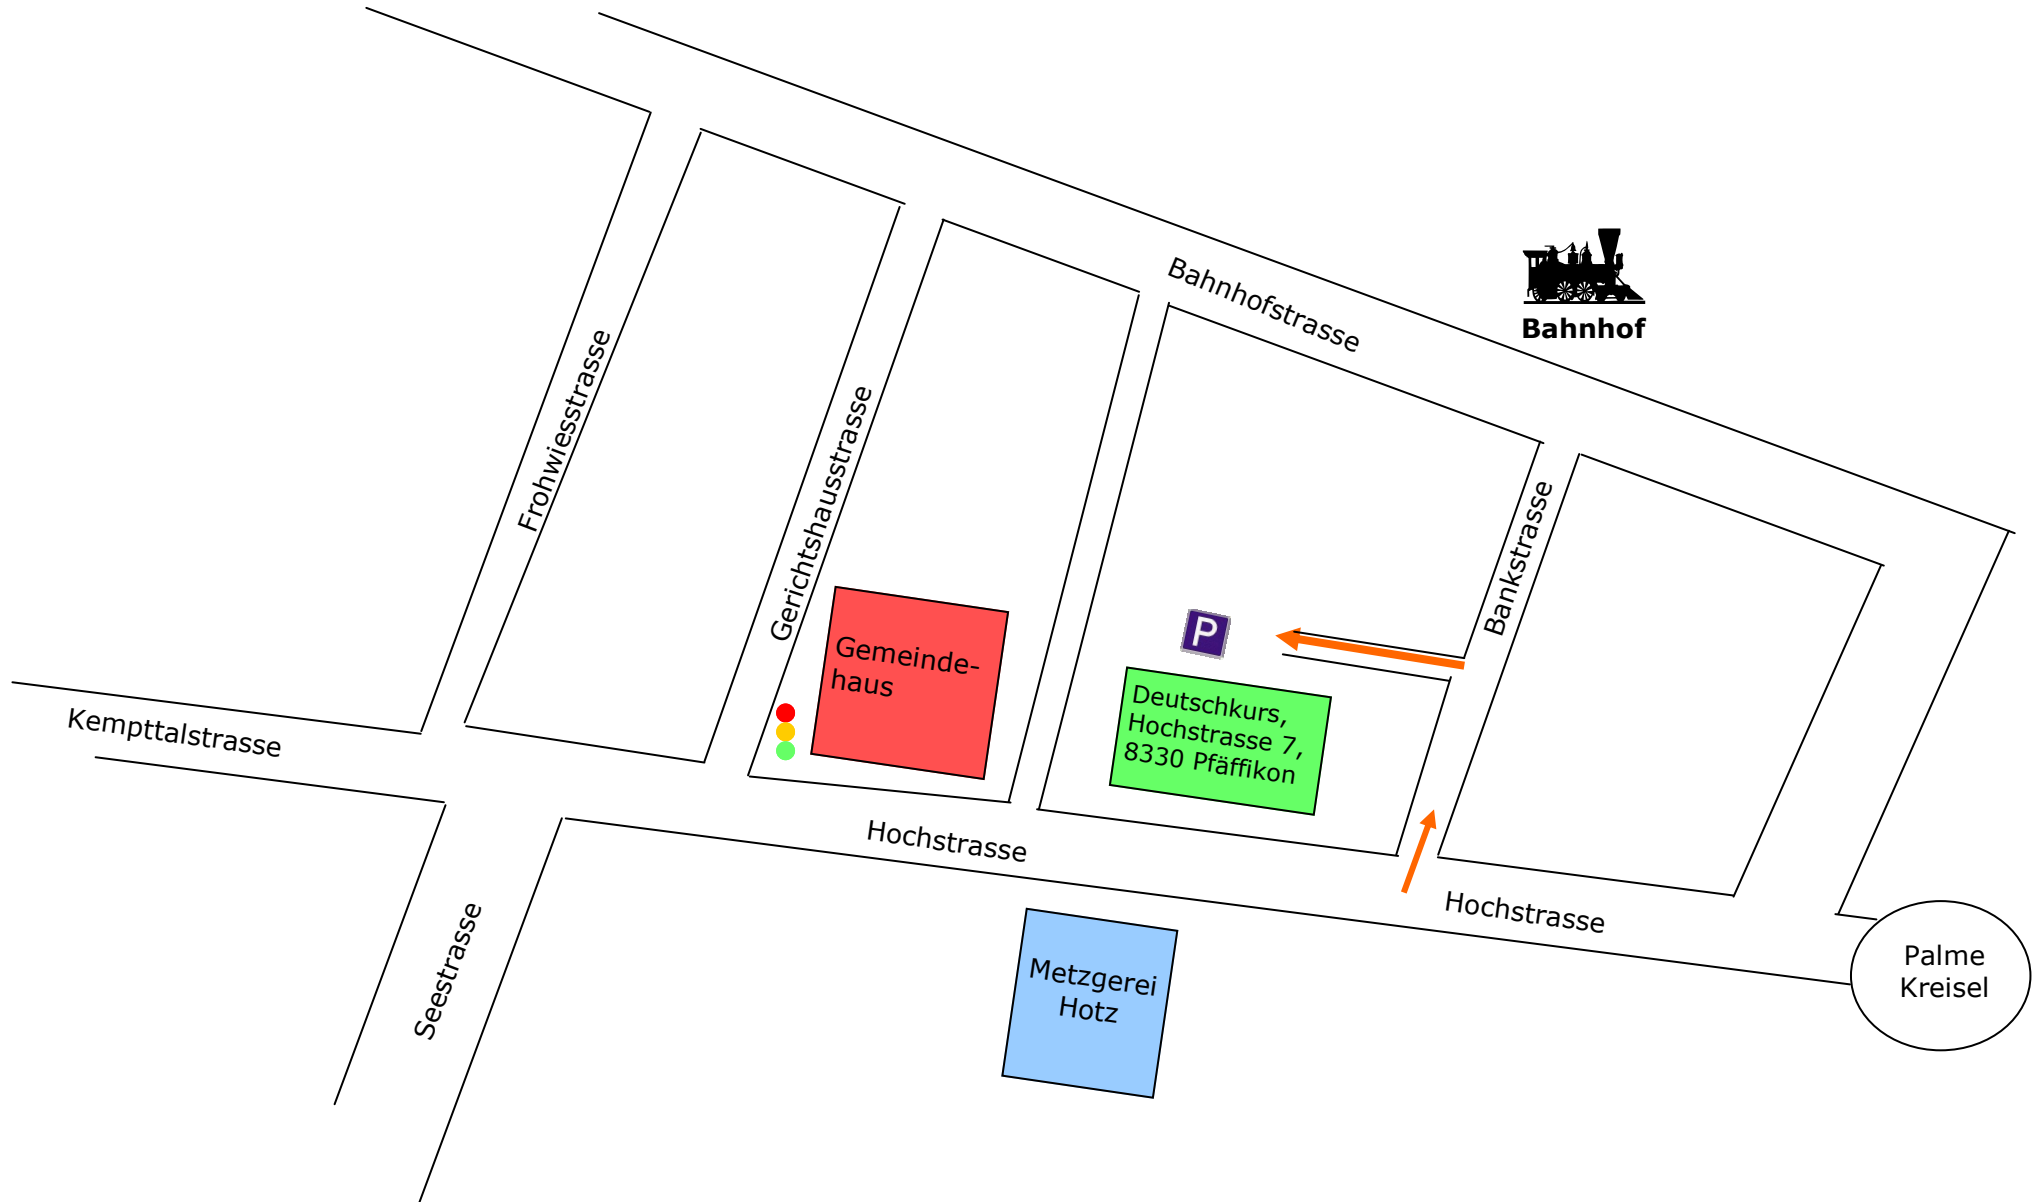 Bahnhofstrasse
Bahnhof
Frohwiesstrasse
Gerichtshausstrasse
Bankstrasse
P
Gemeinde-
haus
Deutschkurs,
Hochstrasse 7,
8330 Pfäffikon
Kempttalstrasse
Hochstrasse
Hochstrasse
Seestrasse
Metzgerei
Hotz
Palme
Kreisel